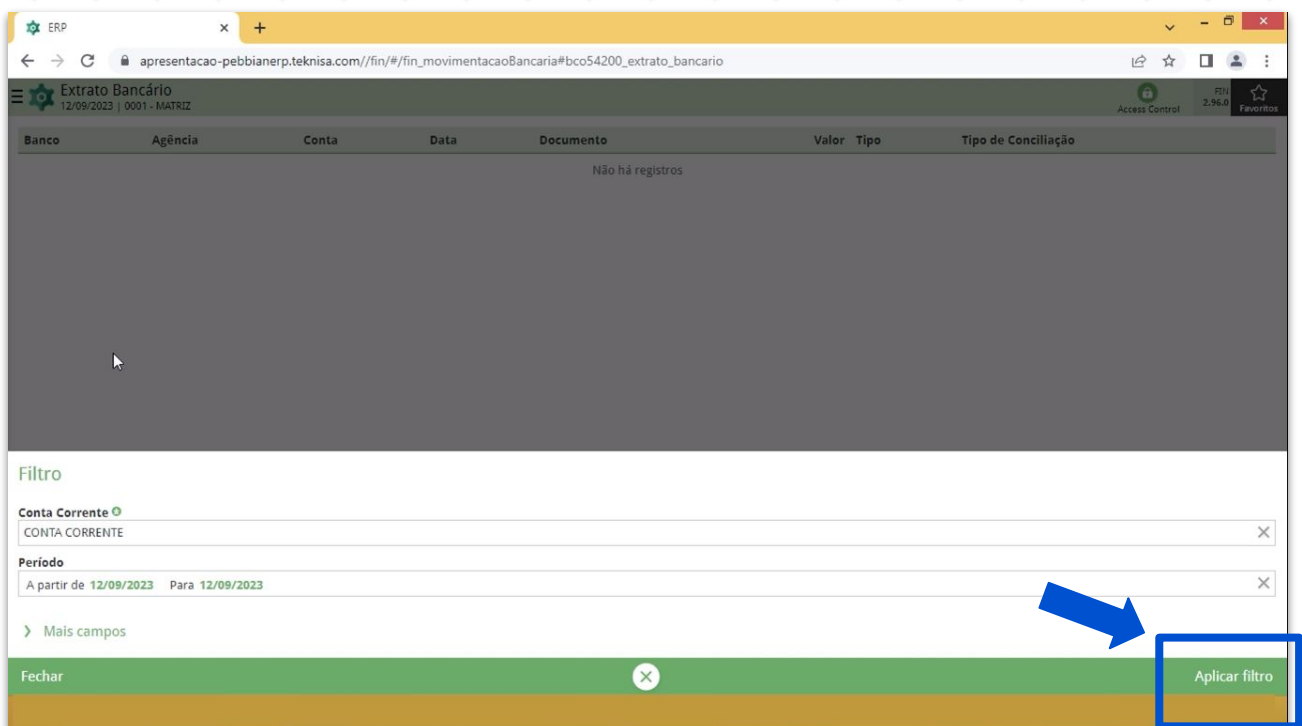 ERP
apresentacao-pebbianerp.teknisa.com//fin/#/fin_movimentacaoBancaria#bco54200_extrato_bancario
Extrato Bancário
12/09/2023 | 0001 - MATRIZ
Access Control
FIN
2.96.0
Favoritos
Banco Agência Conta Data Documento Valor Tipo Tipo de Conciliação
Não há registros
Filtro
Conta Corrente
CONTA CORRENTE
Período
A partir de 12/09/2023 Para 12/09/2023
Mais campos
Fechar Aplicar filtro